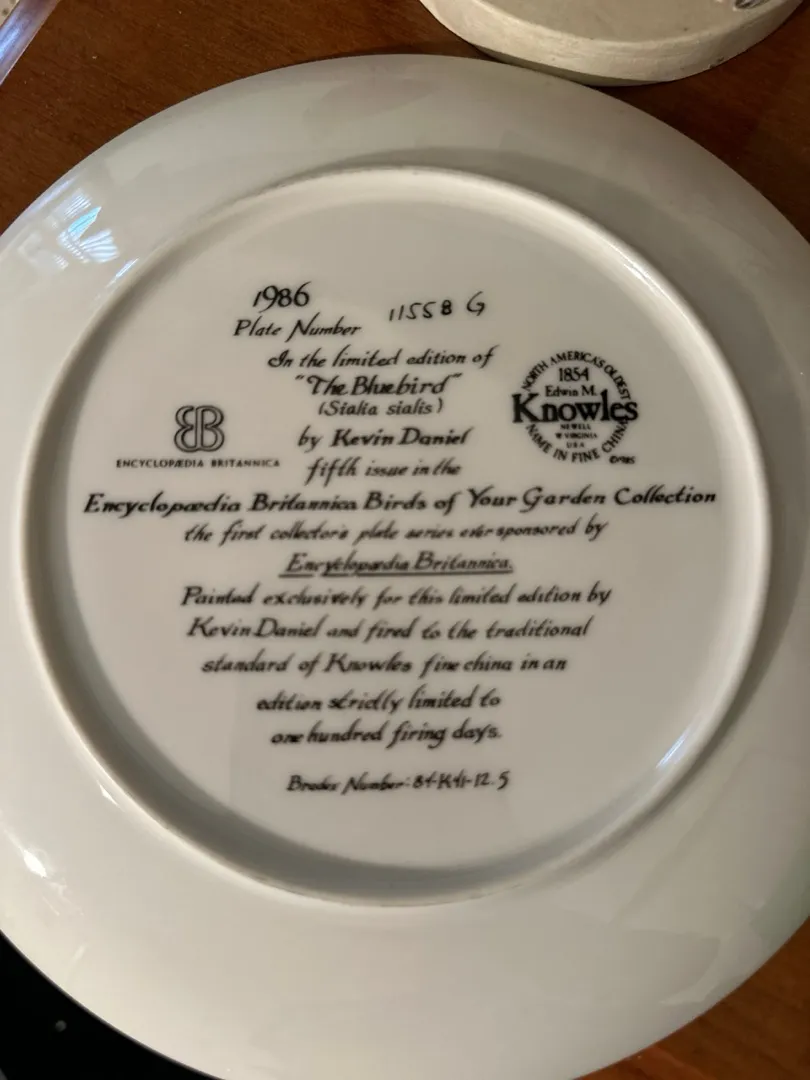 1986
11558 G
Plate Number
In the limited edition of
"The Bluebird"
(Sialia sialis)
by Kevin Daniel
fifth issue in the
ENCYCLOPÆDIA BRITANNICA
NORTH AMERICA'S OLDEST
1854
Edwin M.
Knowles
NEWELL
W. VIRGINIA
U.S.A.
NAME IN FINE CHINA
©1985
Encyclopædia Britannica Birds of Your Garden Collection
the first collector's plate series ever sponsored by
Encyclopædia Britannica.
Painted exclusively for this limited edition by
Kevin Daniel and fired to the traditional
standard of Knowles fine china in an
edition strictly limited to
one hundred firing days.
Bradex Number: 84-K41-12.5